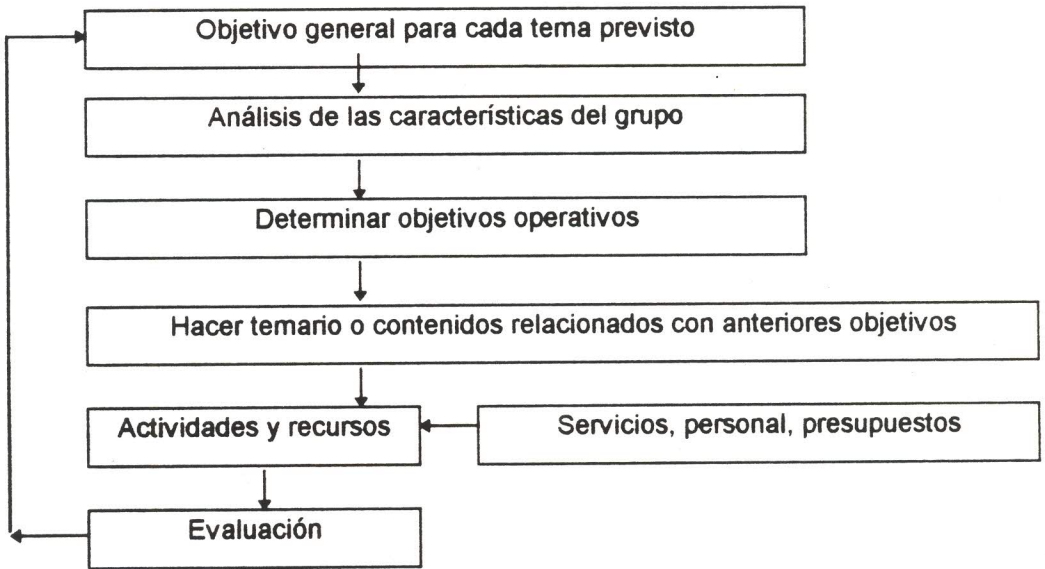 Objetivo general para cada tema previsto
Análisis de las características del grupo
Determinar objetivos operativos
Hacer temario o contenidos relacionados con anteriores objetivos
Actividades y recursos
Servicios, personal, presupuestos
Evaluación